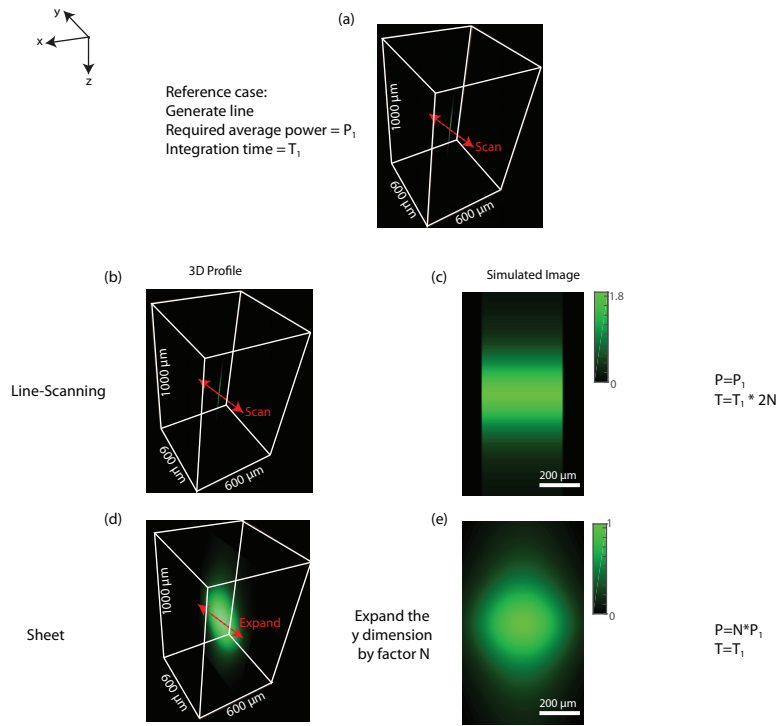 (a)
y
x
z
Reference case:
Generate line
Required average power = P₁
Integration time = T₁
1000 µm
Scan
600 µm
600 µm
(b)
3D Profile
(c)
Simulated Image
Line-Scanning
1000 µm
Scan
600 µm
600 µm
1.8
0
200 µm
P=P₁
T=T₁ * 2N
(d)
(e)
Sheet
1000 µm
Expand
600 µm
600 µm
Expand the
y dimension
by factor N
1
0
200 µm
P=N*P₁
T=T₁